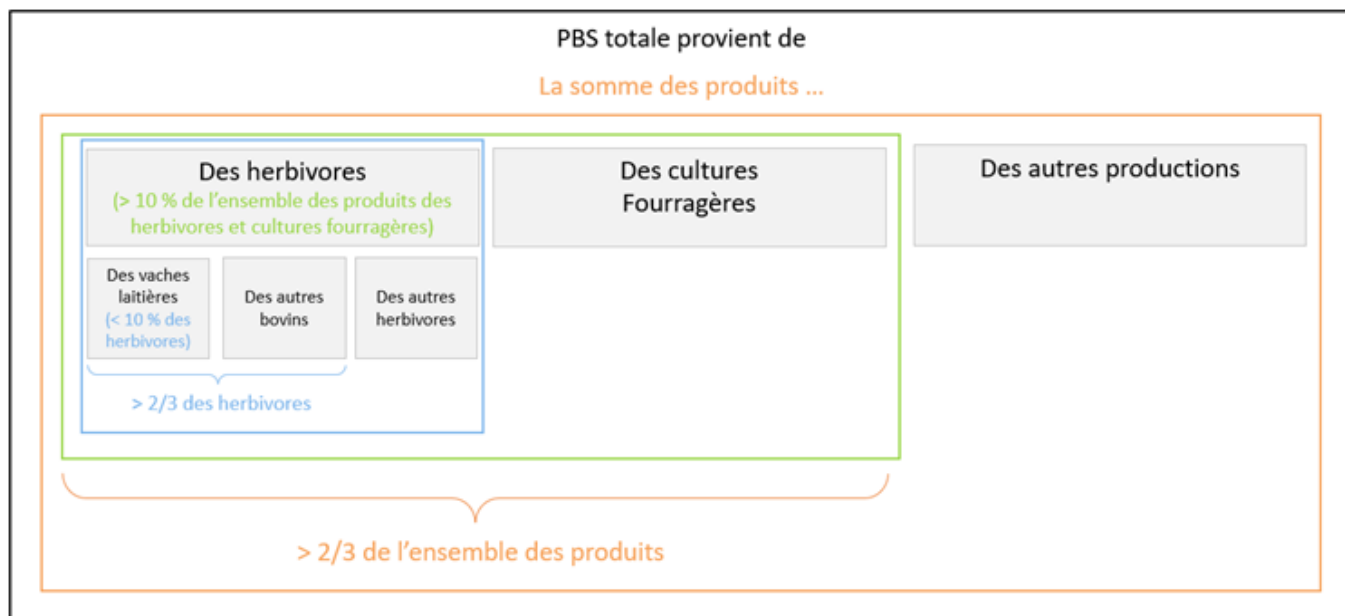 PBS totale provient de
La somme des produits ...
Des herbivores
(> 10 % de l'ensemble des produits des
herbivores et cultures fourragères)
Des cultures
Fourragères
Des autres productions
Des vaches
laitières
(< 10 % des
herbivores)
Des autres
bovins
Des autres
herbivores
> 2/3 des herbivores
> 2/3 de l'ensemble des produits